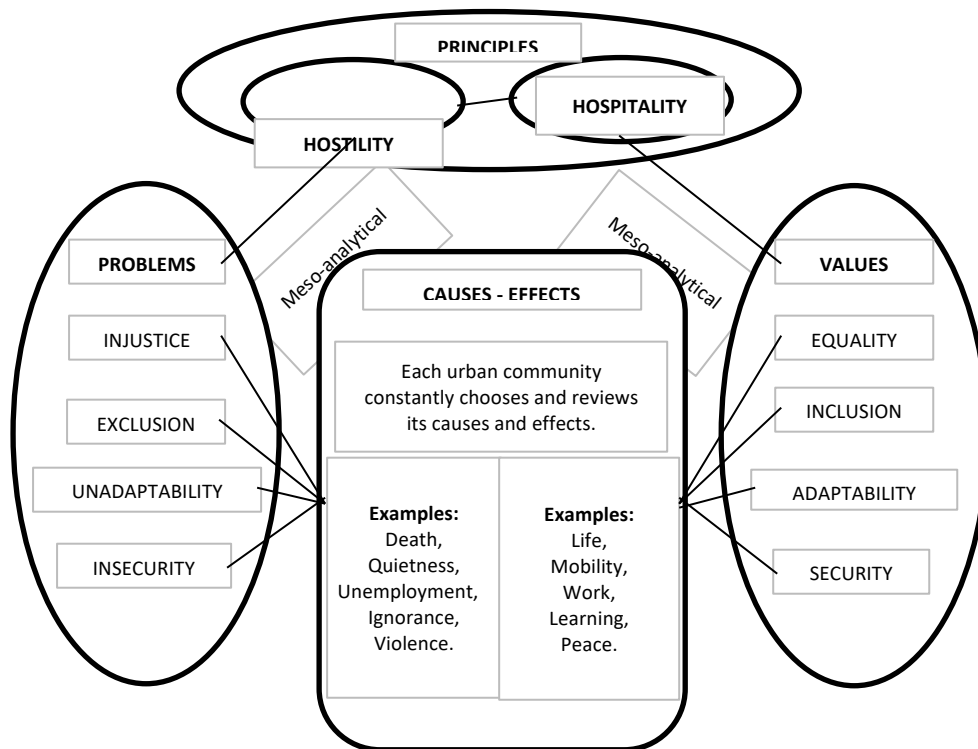 PRINCIPLES
HOSTILITY
HOSPITALITY
Meso-analytical
Meso-analytical
PROBLEMS
INJUSTICE
EXCLUSION
UNADAPTABILITY
INSECURITY
CAUSES - EFFECTS
Each urban community
constantly chooses and reviews
its causes and effects.
Examples:
Death,
Quietness,
Unemployment,
Ignorance,
Violence.
Examples:
Life,
Mobility,
Work,
Learning,
Peace.
VALUES
EQUALITY
INCLUSION
ADAPTABILITY
SECURITY